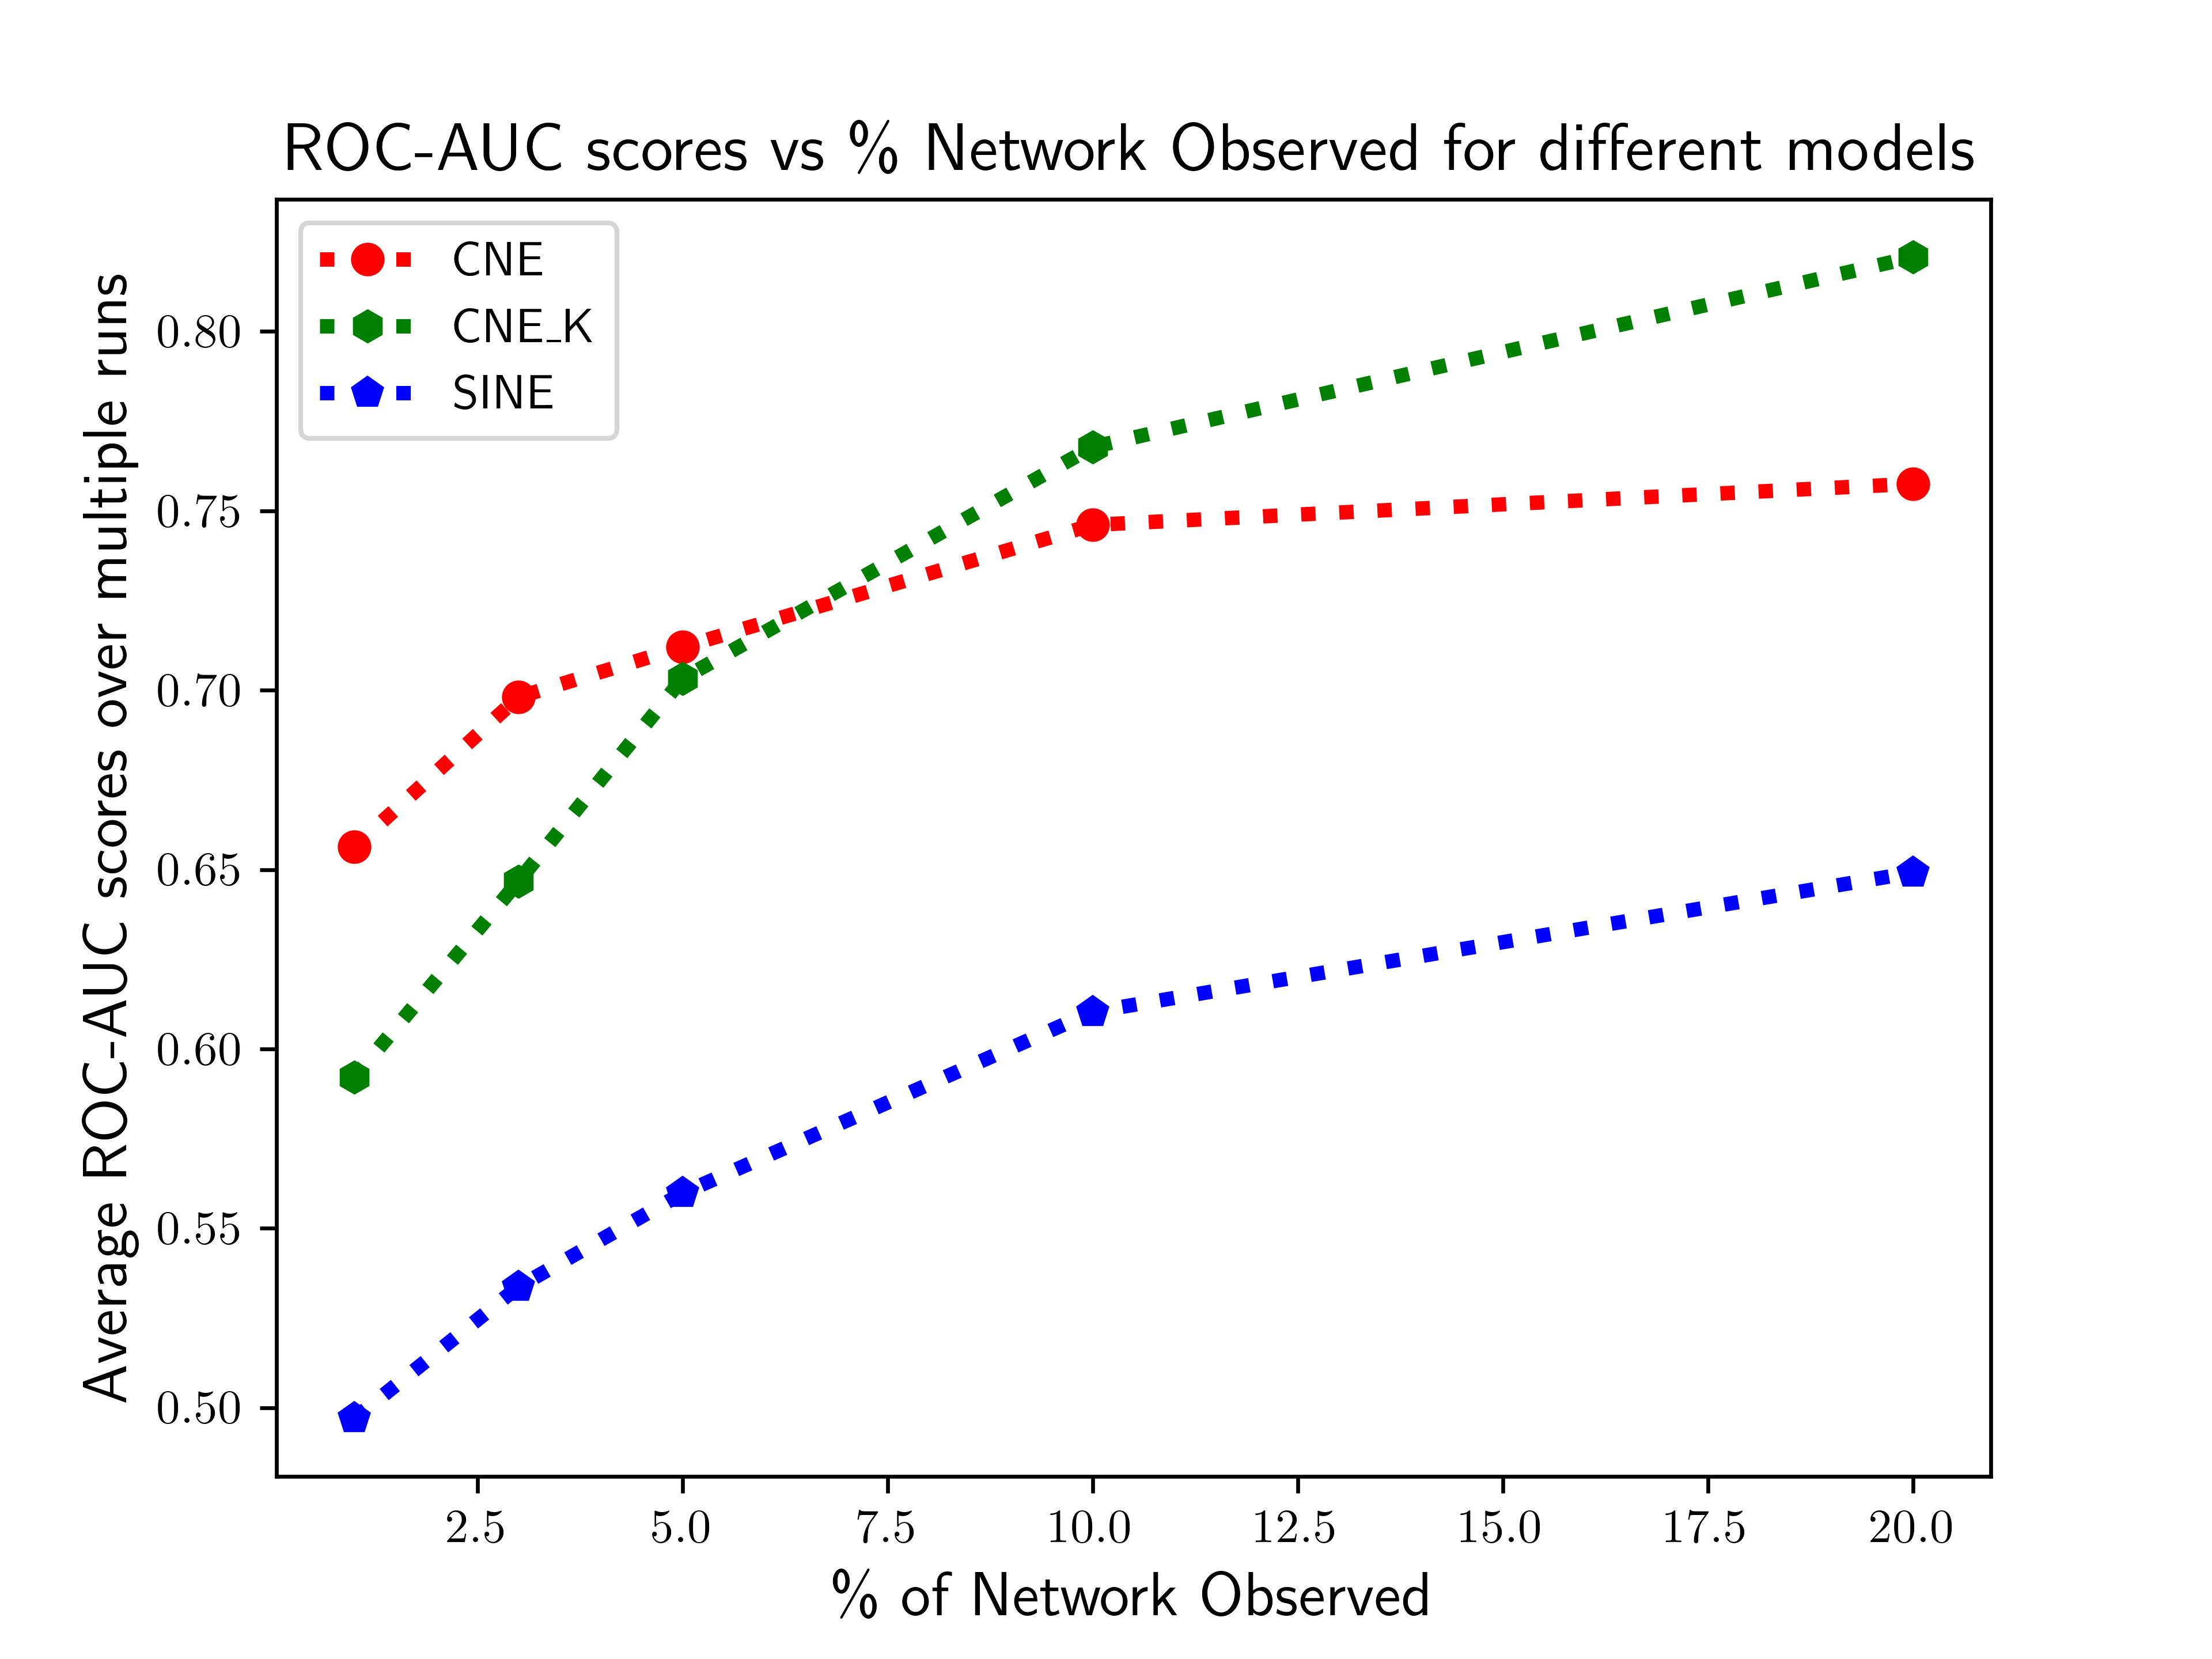 ROC-AUC scores vs % Network Observed for different models
CNE
CNE_K
SINE
Average ROC-AUC scores over multiple runs
0.80
0.75
0.70
0.65
0.60
0.55
0.50
2.5 5.0 7.5 10.0 12.5 15.0 17.5 20.0
% of Network Observed